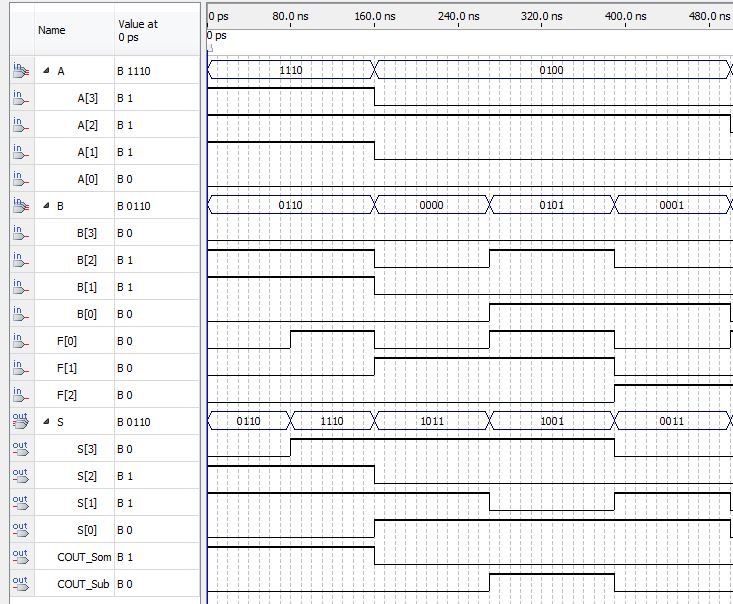 Name Value at 0 ps
0 ps 80.0 ns 160.0 ns 240.0 ns 320.0 ns 400.0 ns 480.0 ns
0 ps
in A B 1110 1110 0100
in A[3] B 1
in A[2] B 1
in A[1] B 1
in A[0] B 0
in B B 0110 0110 0000 0101 0001
in B[3] B 0
in B[2] B 1
in B[1] B 1
in B[0] B 0
in F[0] B 0
in F[1] B 0
in F[2] B 0
out S B 0110 0110 1110 1011 1001 0011
out S[3] B 0
out S[2] B 1
out S[1] B 1
out S[0] B 0
out COUT_Som B 1
out COUT_Sub B 0